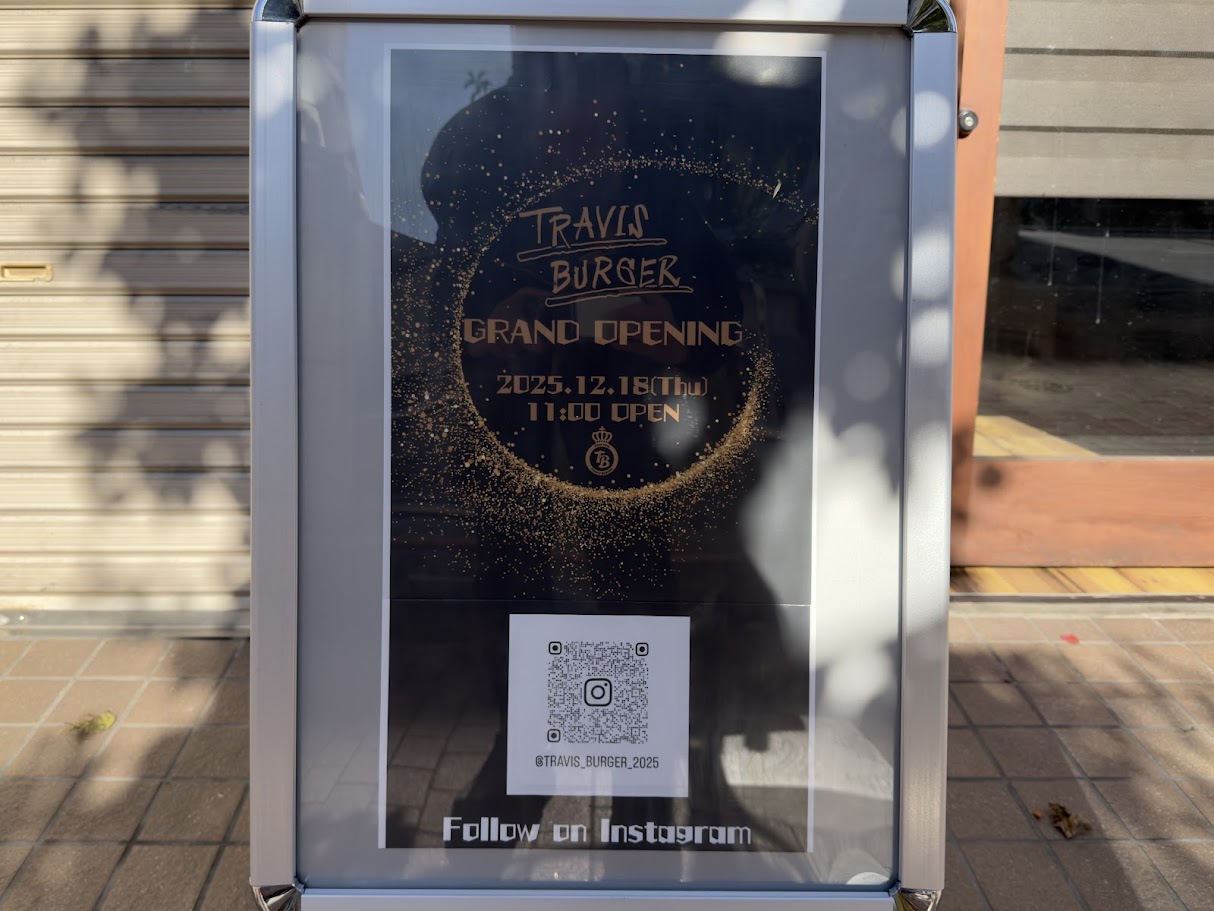 TRAVIS
BURGER
GRAND OPENING
2025.12.18(Thu)
11:00 OPEN
TB
@TRAVIS_BURGER_2025
Follow on Instagram